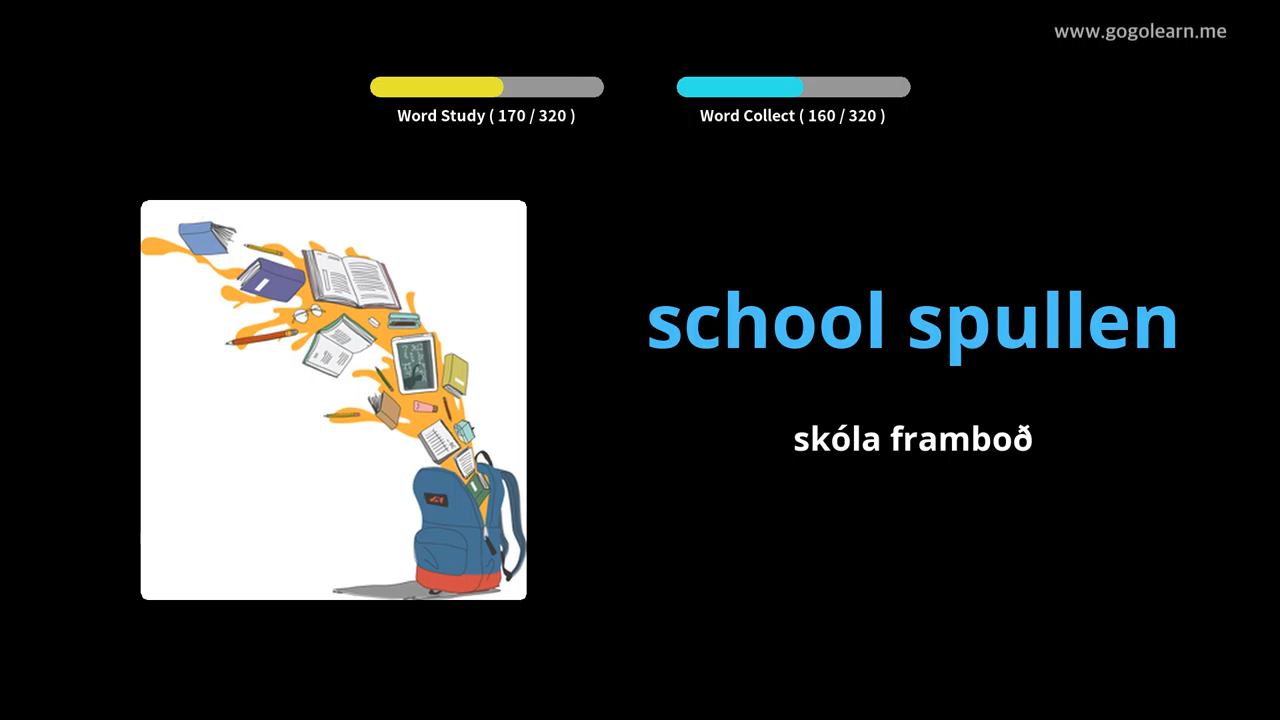 www.gogolearn.me
Word Study ( 170 / 320 )
Word Collect ( 160 / 320 )
school spullen
skóla framboð